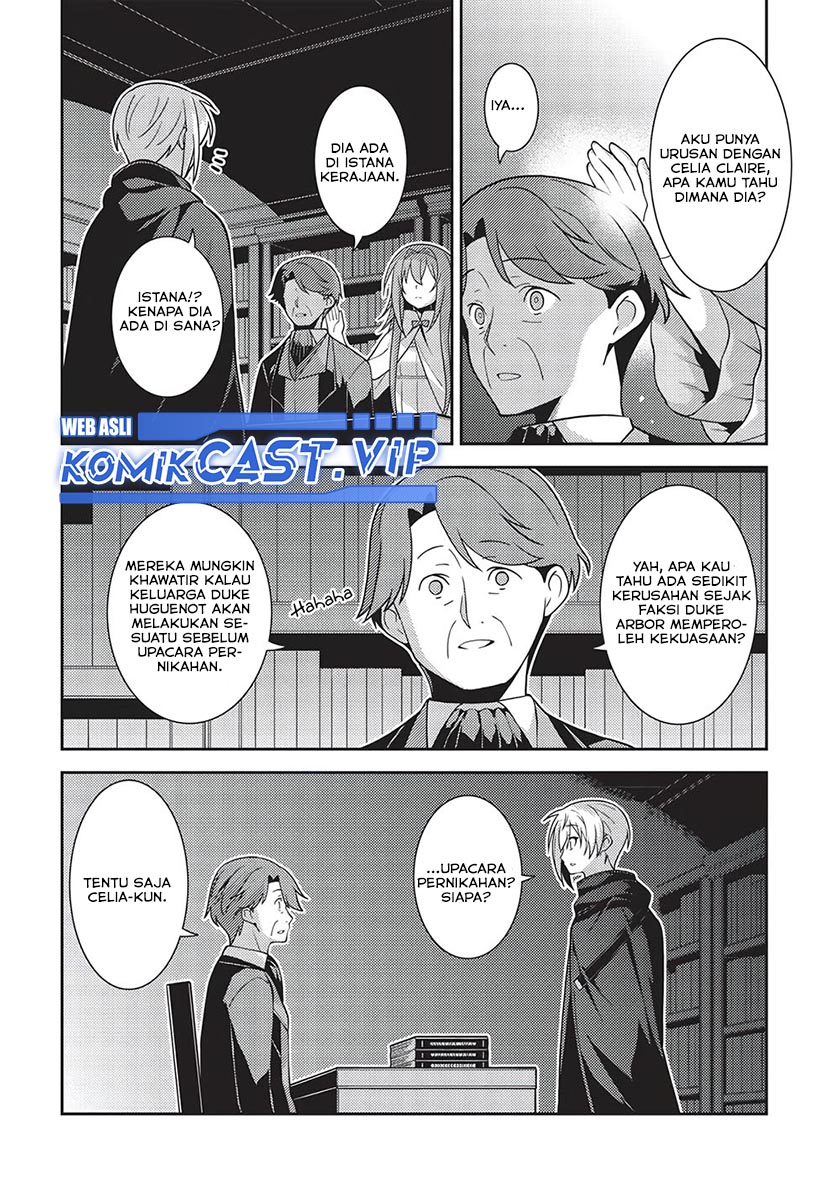 AKU PUNYA
URUSAN DENGAN
CELIA CLAIRE,
APA KAMU TAHU
DIMANA DIA?
IYA...
DIA ADA
DI ISTANA
KERAJAAN.
ISTANA!?
KENAPA DIA
ADA DI SANA?
WEB ASLI
KOMIKCAST.VIP
YAH, APA KAU
TAHU ADA SEDIKIT
KERUSAHAN SEJAK
FAKSI DUKE
ARBOR MEMPERO-
LEH KEKUASAAN?
Hahaha
MEREKA MUNGKIN
KHAWATIR KALAU
KELUARGA DUKE
HUGUENOT AKAN
MELAKUKAN SE-
SUATU SEBELUM
UPACARA PER-
NIKAHAN.
...UPACARA
PERNIKAHAN?
SIAPA?
TENTU SAJA
CELIA-KUN.